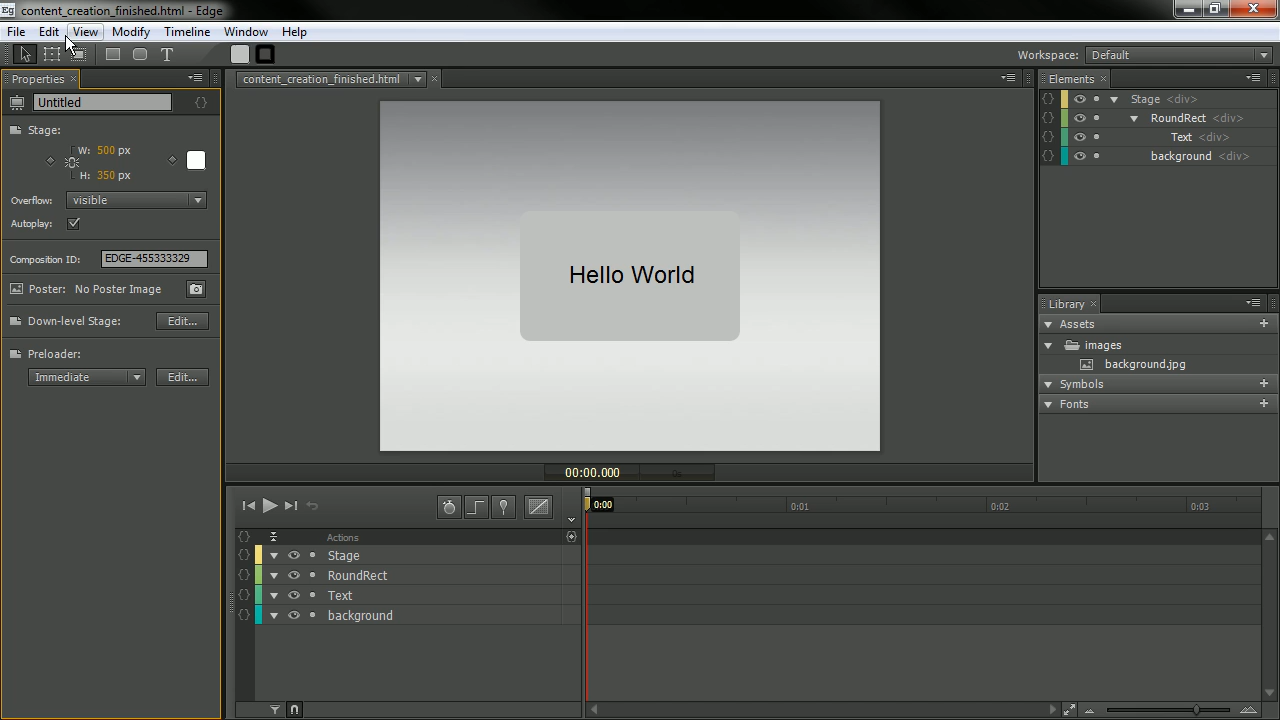 Eg content_creation_finished.html - Edge
File Edit View Modify Timeline Window Help
T Workspace: Default
Properties content_creation_finished.html Elements
Untitled
Stage <div>
RoundRect <div>
Text <div>
background <div>
Stage:
W: 500 px
H: 350 px
Overflow: visible
Autoplay:
Composition ID: EDGE-455333329
Poster: No Poster Image
Down-level Stage: Edit...
Preloader:
Immediate Edit...
Hello World
Library
Assets
images
background.jpg
Symbols
Fonts
00:00.000
0:00 0:01 0:02 0:03
Actions
Stage
RoundRect
Text
background